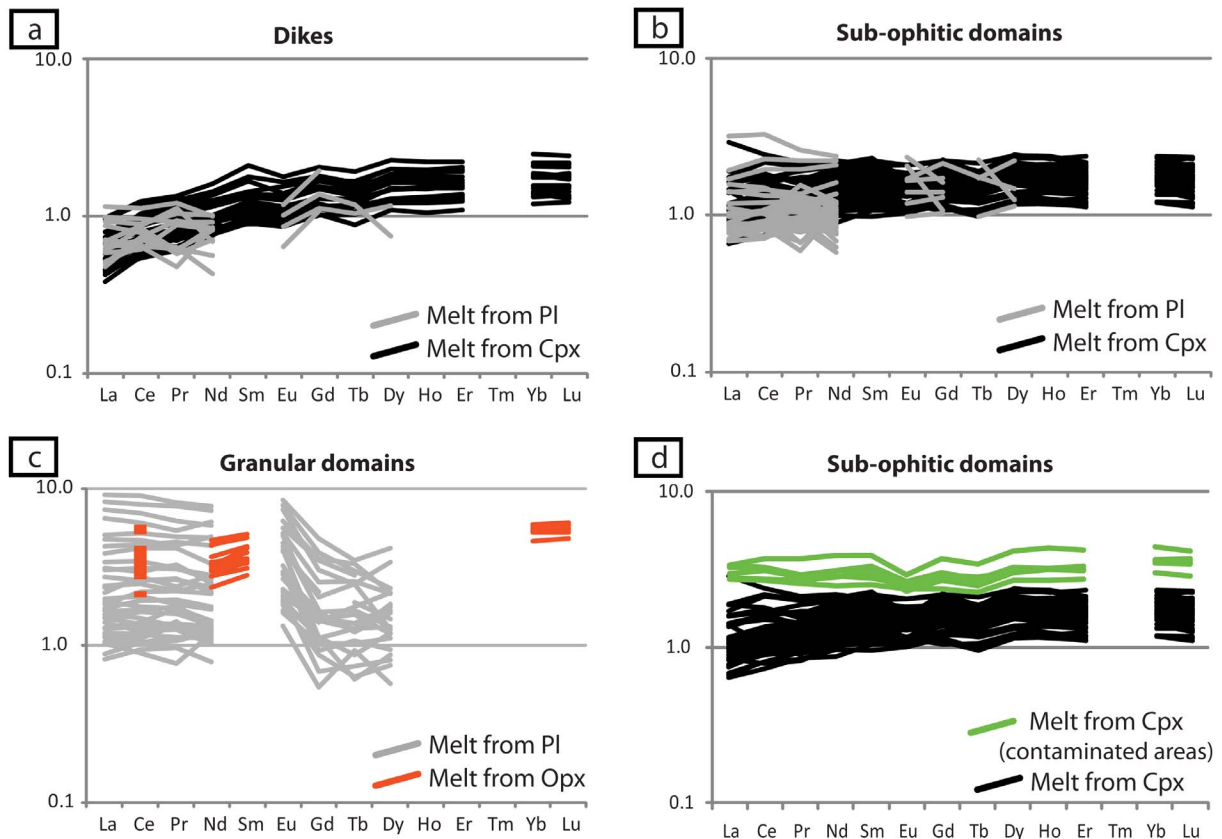 a
Dikes
10.0
1.0
0.1
Melt from Pl
Melt from Cpx
La Ce Pr Nd Sm Eu Gd Tb Dy Ho Er Tm Yb Lu
b
Sub-ophitic domains
10.0
1.0
0.1
Melt from Pl
Melt from Cpx
La Ce Pr Nd Sm Eu Gd Tb Dy Ho Er Tm Yb Lu
c
Granular domains
10.0
1.0
0.1
Melt from Pl
Melt from Opx
La Ce Pr Nd Sm Eu Gd Tb Dy Ho Er Tm Yb Lu
d
Sub-ophitic domains
10.0
1.0
0.1
Melt from Cpx
(contaminated areas)
Melt from Cpx
La Ce Pr Nd Sm Eu Gd Tb Dy Ho Er Tm Yb Lu